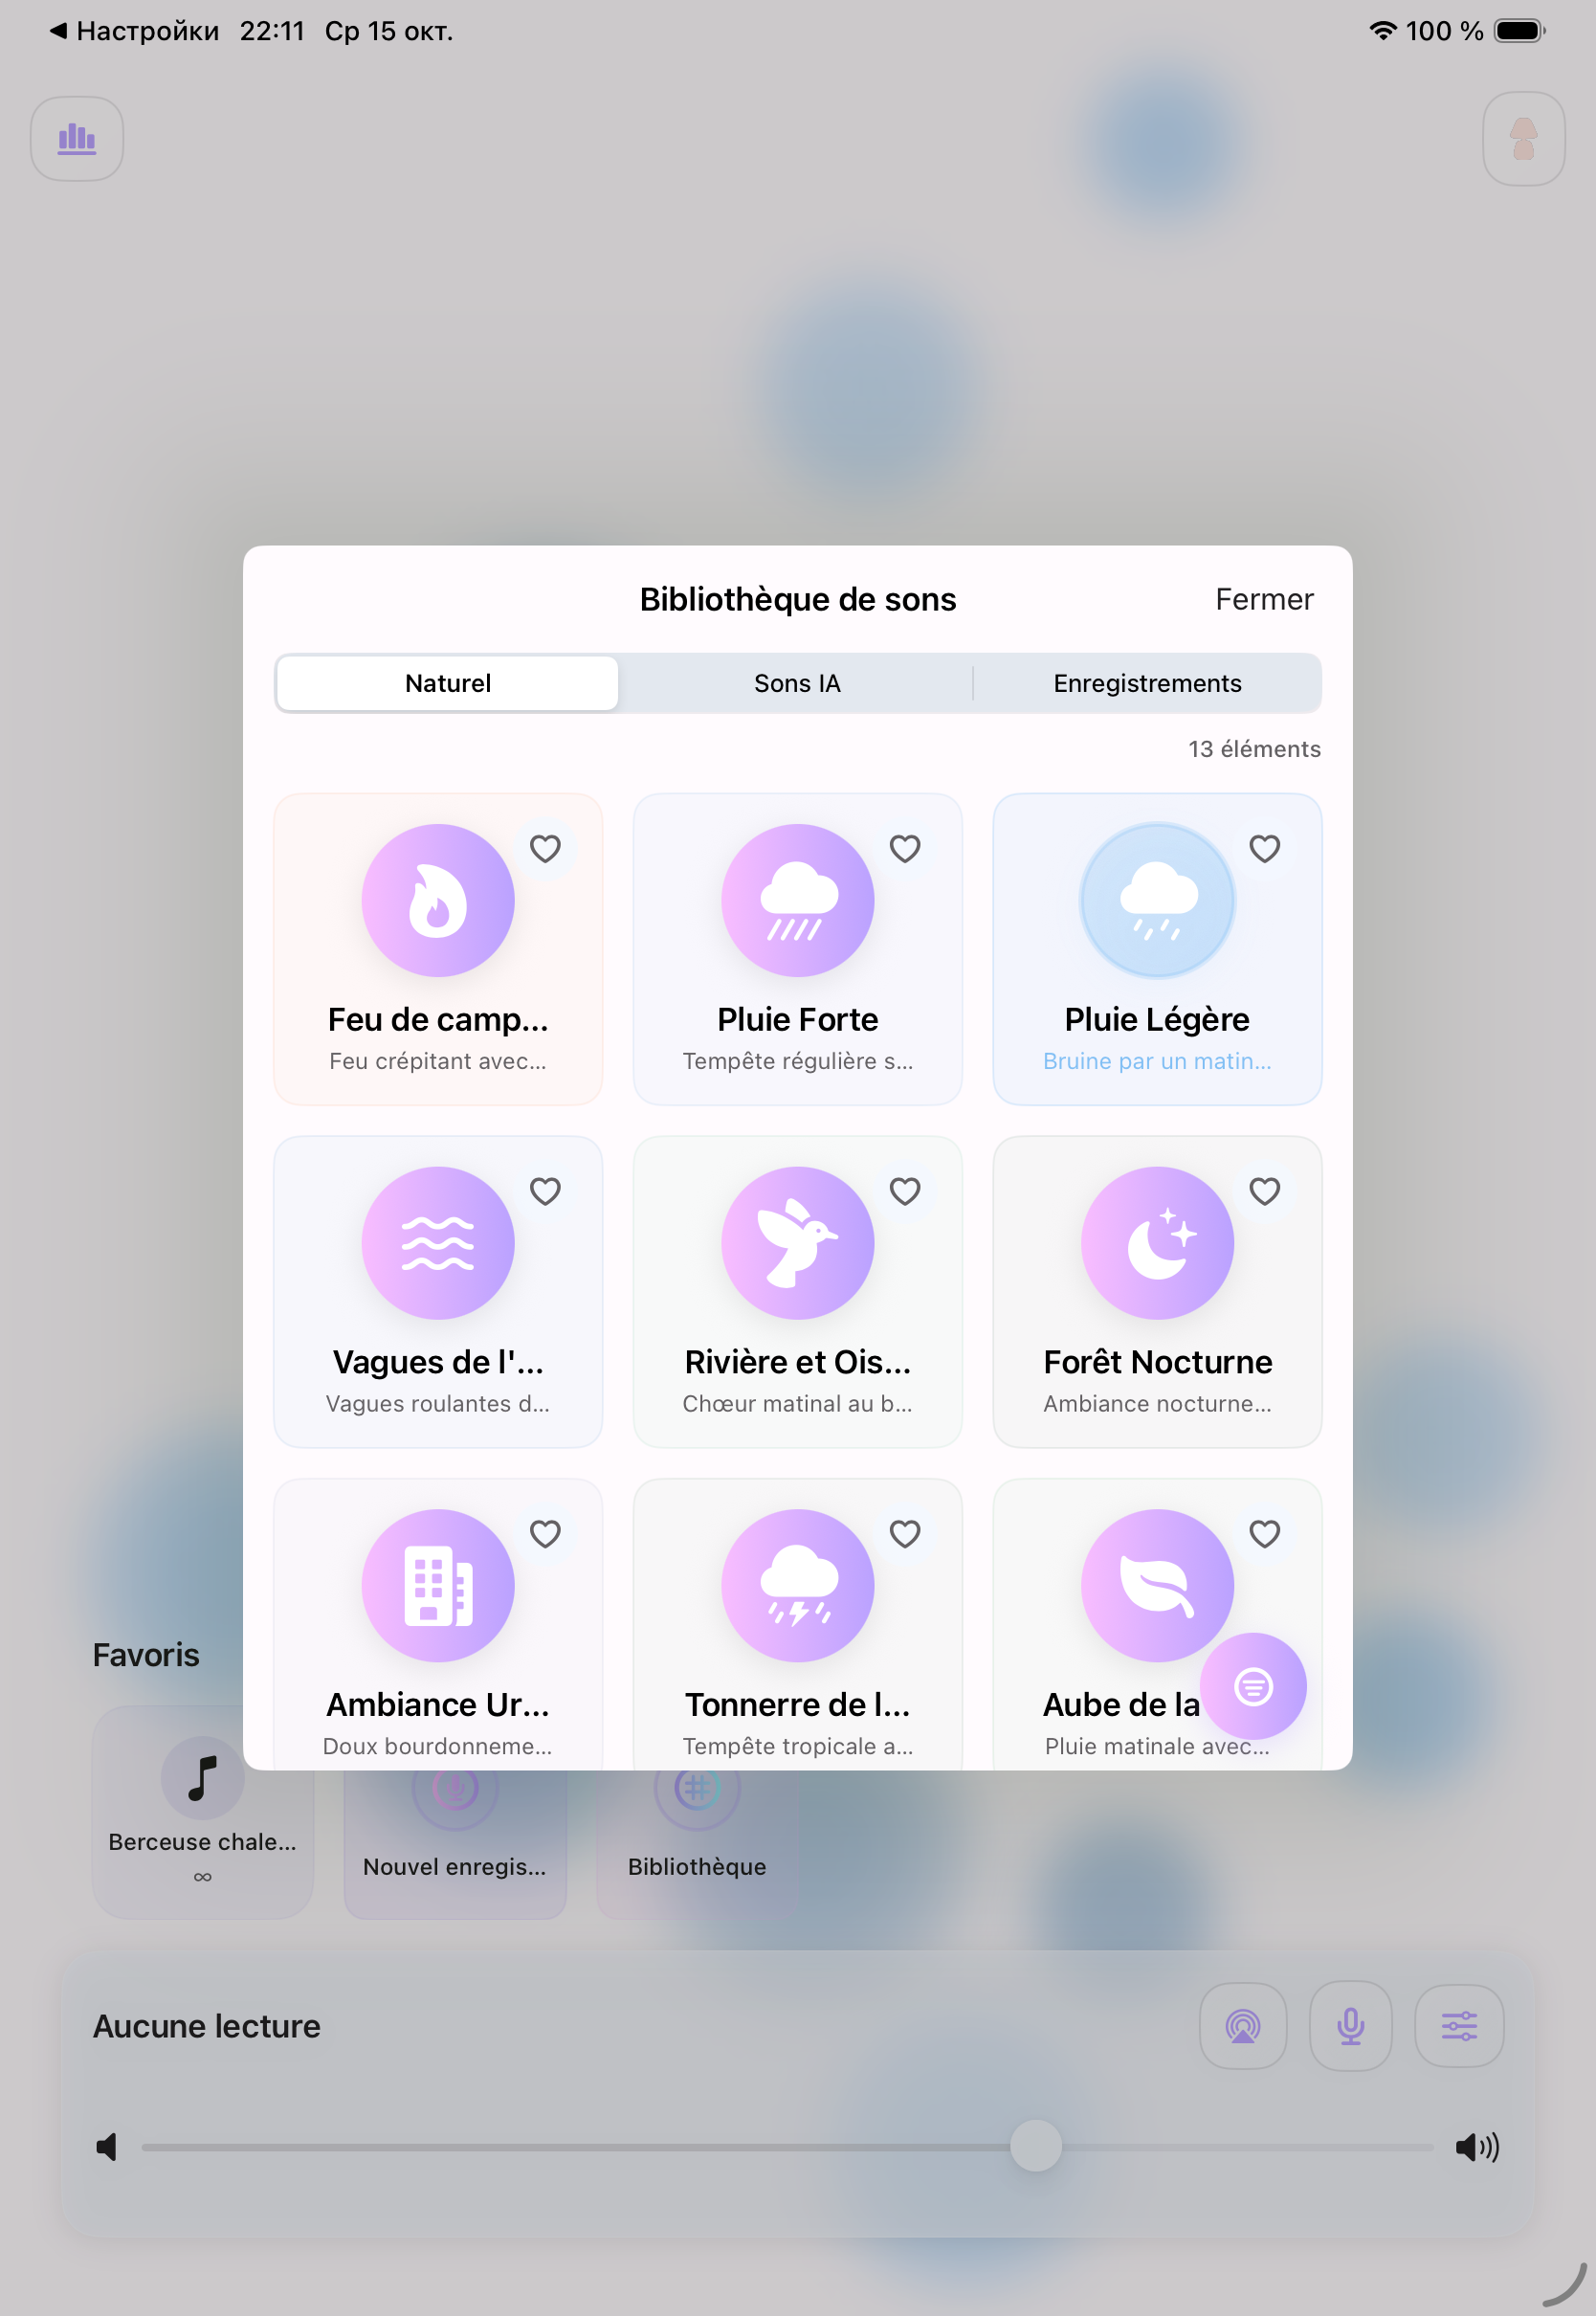 Настройки 22:11 Ср 15 окт. 100 %
Bibliothèque de sons Fermer
Naturel Sons IA Enregistrements
13 éléments
Feu de camp... Pluie Forte Pluie Légère
Feu crépitant avec... Tempête régulière s... Bruine par un matin...
Vagues de l'... Rivière et Ois... Forêt Nocturne
Vagues roulantes d... Chœur matinal au b... Ambiance nocturne...
Favoris
Ambiance Ur... Tonnerre de l... Aube de la
Doux bourdonneme... Tempête tropicale a... Pluie matinale avec...
Berceuse chale... Nouvel enregis... Bibliothèque
∞
Aucune lecture